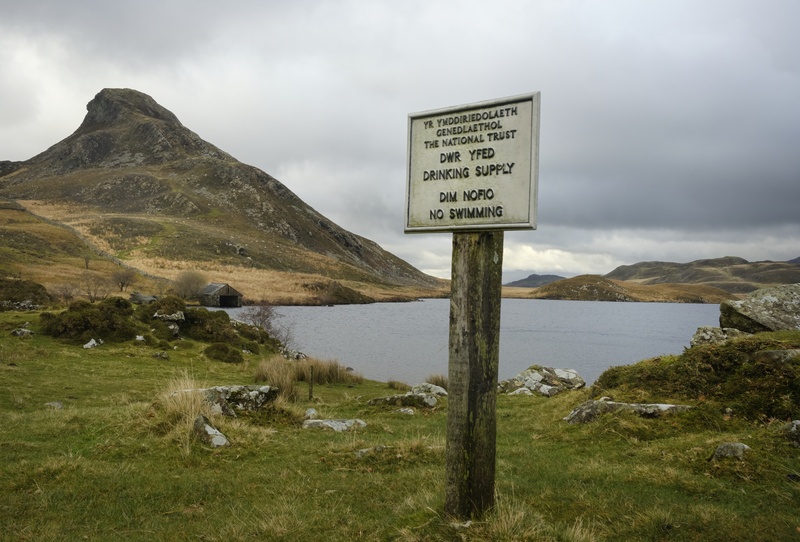 YR YMDDIRIEDOLAETH
GENEDLAETHOL
THE NATIONAL TRUST
DWR YFED
DRINKING SUPPLY
DIM NOFIO
NO SWIMMING